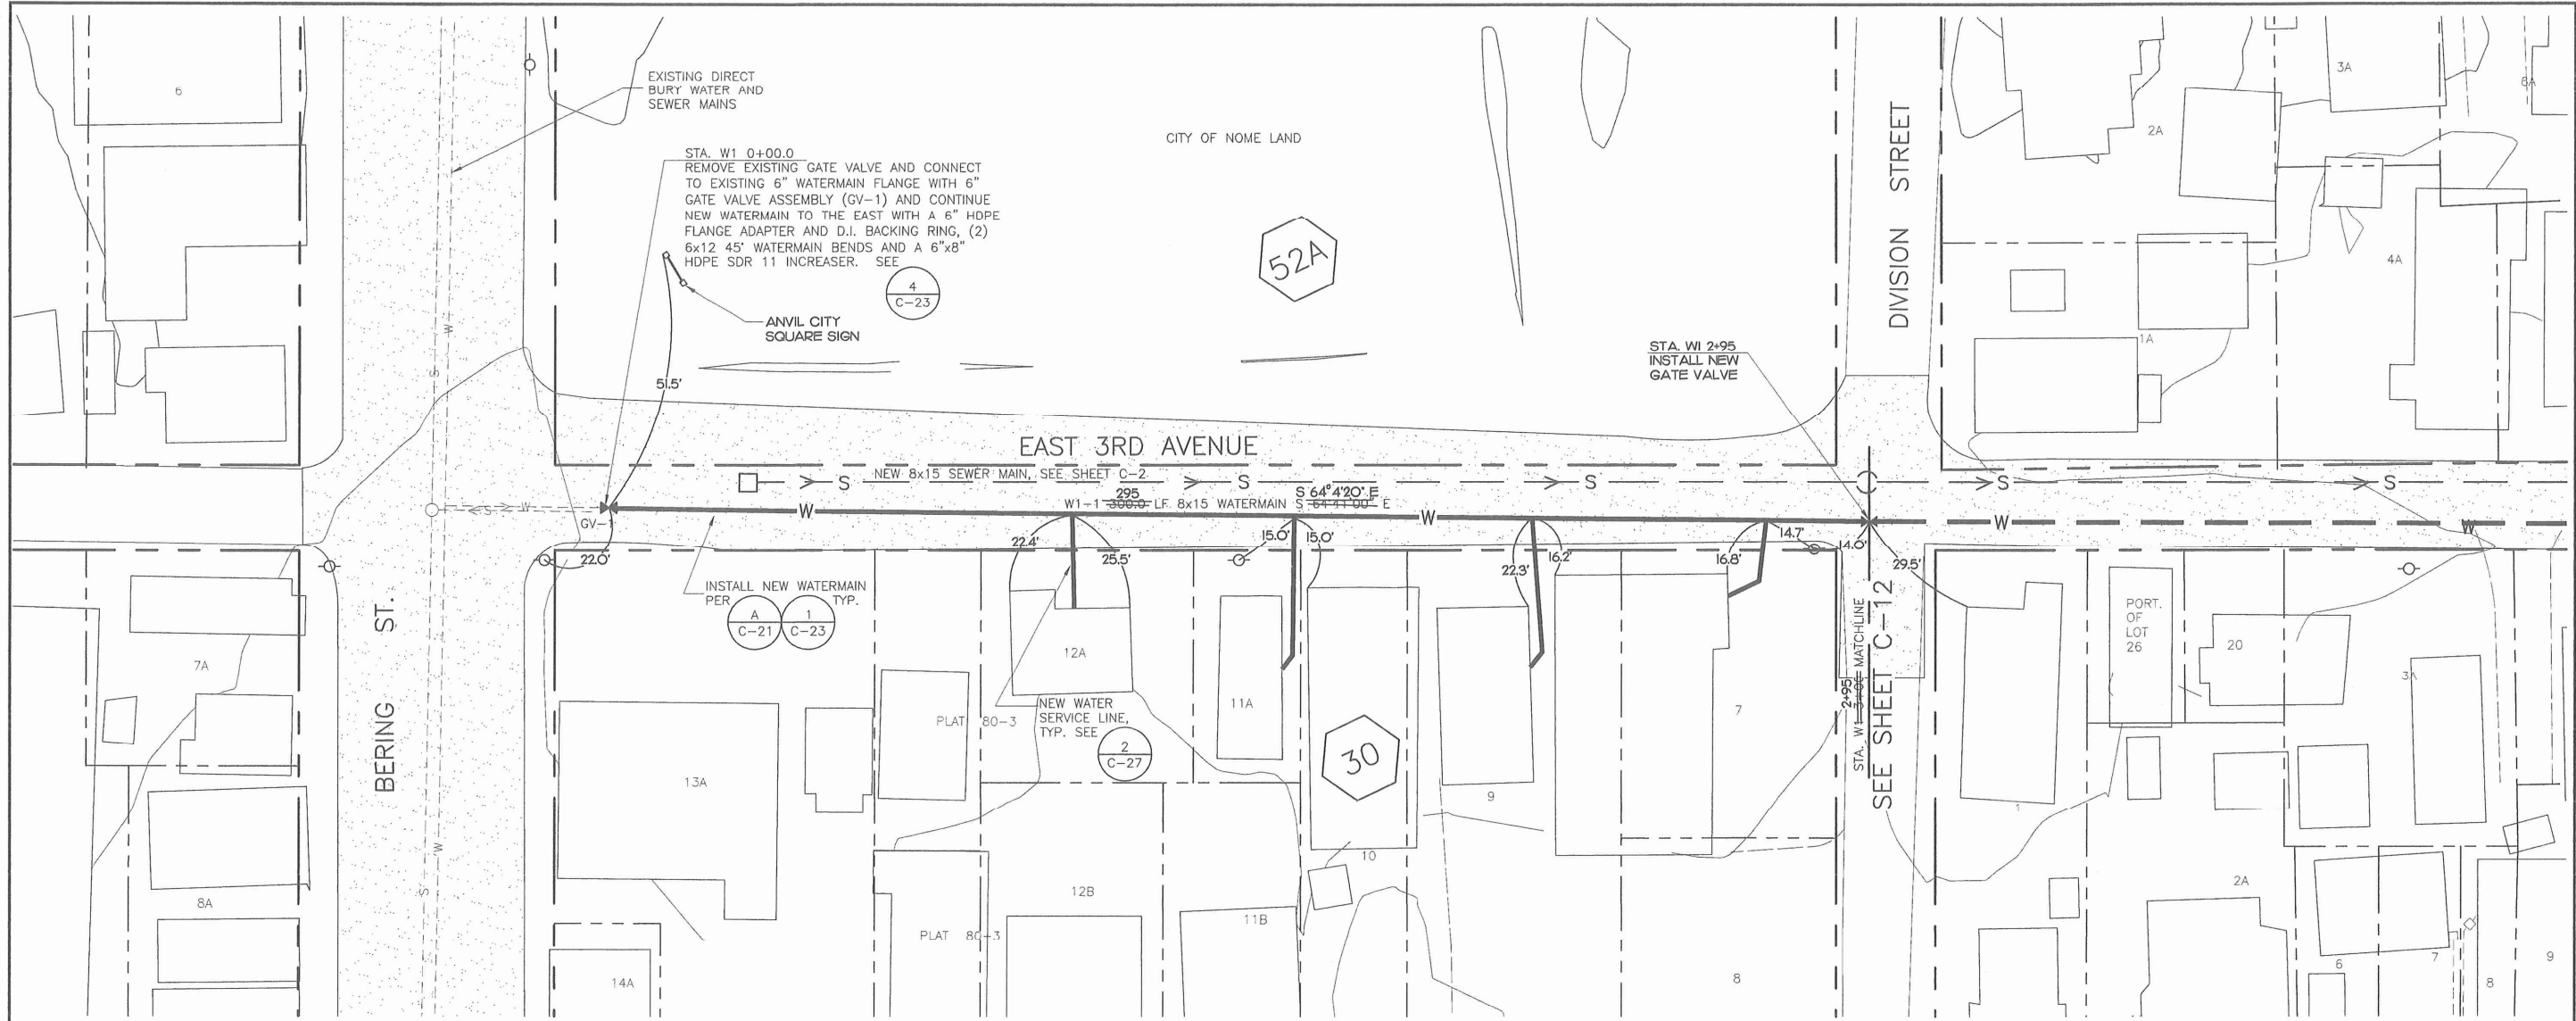 6
EXISTING DIRECT
BURY WATER AND
SEWER MAINS
STA. W1 0+00.0
REMOVE EXISTING GATE VALVE AND CONNECT
TO EXISTING 6" WATERMAIN FLANGE WITH 6"
GATE VALVE ASSEMBLY (GV-1) AND CONTINUE
NEW WATERMAIN TO THE EAST WITH A 6" HDPE
FLANGE ADAPTER AND D.I. BACKING RING, (2)
6x12 45° WATERMAIN BENDS AND A 6"x8"
HDPE SDR 11 INCREASER. SEE
4
C-23
ANVIL CITY
SQUARE SIGN
51.5'
CITY OF NOME LAND
52A
DIVISION STREET
STA. W1 2+95
INSTALL NEW
GATE VALVE
2A
3A
6A
1A
4A
EAST 3RD AVENUE
NEW 8x15 SEWER MAIN, SEE SHEET C-2
S
S
S
S
S
295
S 64°4'20" E
W1-1 300.0 LF 8x15 WATERMAIN S 64°41'00" E
W
W
W
W
S
W
S
W
GV-1
22.0'
22.4'
25.5'
15.0'
15.0'
22.3'
16.2'
16.8'
14.7'
14.0'
29.5'
INSTALL NEW WATERMAIN
PER
TYP.
A
C-21
1
C-23
BERING ST.
W
S
7A
8A
13A
14A
PLAT 80-3
PLAT 80-3
12A
NEW WATER
SERVICE LINE,
TYP. SEE
2
C-27
12B
11A
11B
30
10
9
7
8
STA. W1 3+00 MATCHLINE
2+95
SEE SHEET C-12
1
PORT.
OF
LOT
26
20
3A
2A
6
7
8
9